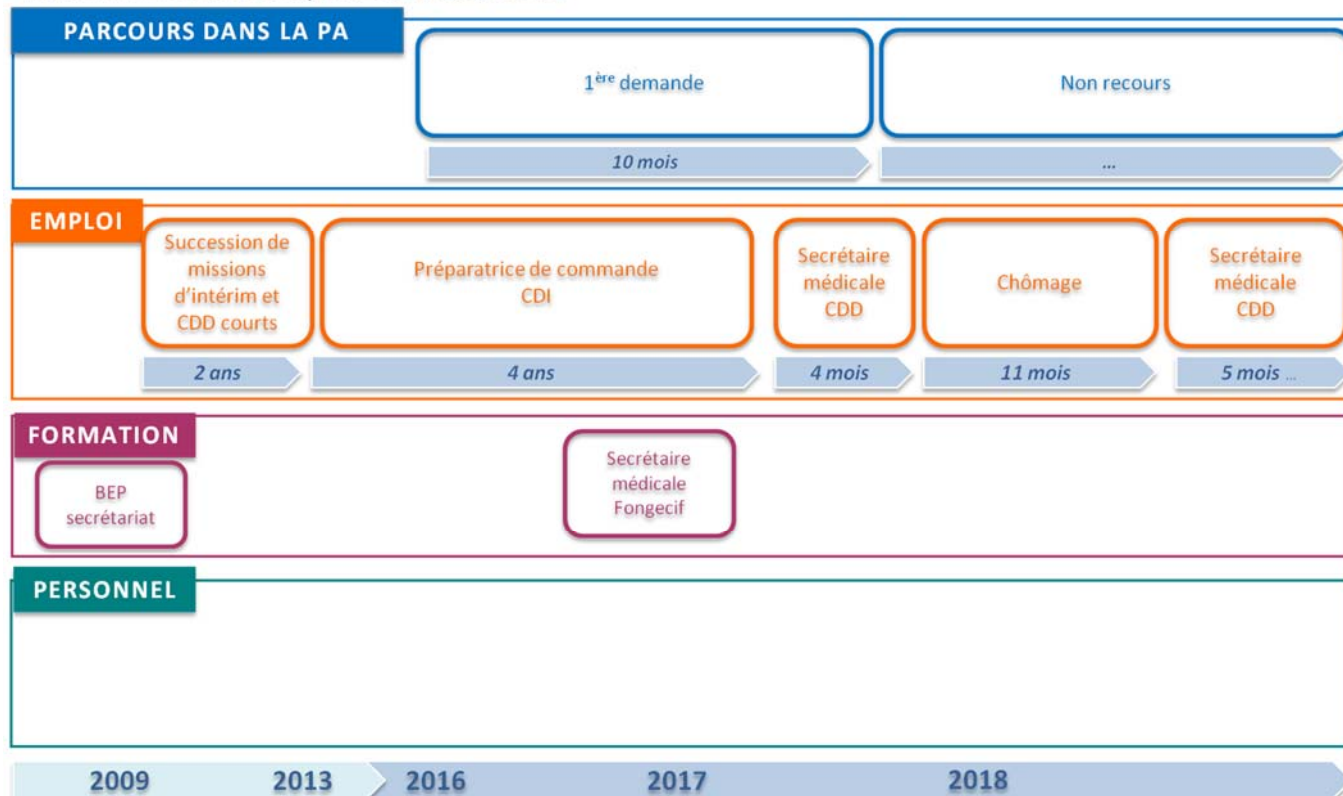 PARCOURS DANS LA PA
1ère demande
Non recours
10 mois
...
EMPLOI
Succession de
missions
d'intérim et
CDD courts
Préparatrice de commande
CDI
Secrétaire
médicale
CDD
Chômage
Secrétaire
médicale
CDD
2 ans
4 ans
4 mois
11 mois
5 mois ...
FORMATION
BEP
secrétariat
Secrétaire
médicale
Fongecif
PERSONNEL
2009
2013
2016
2017
2018